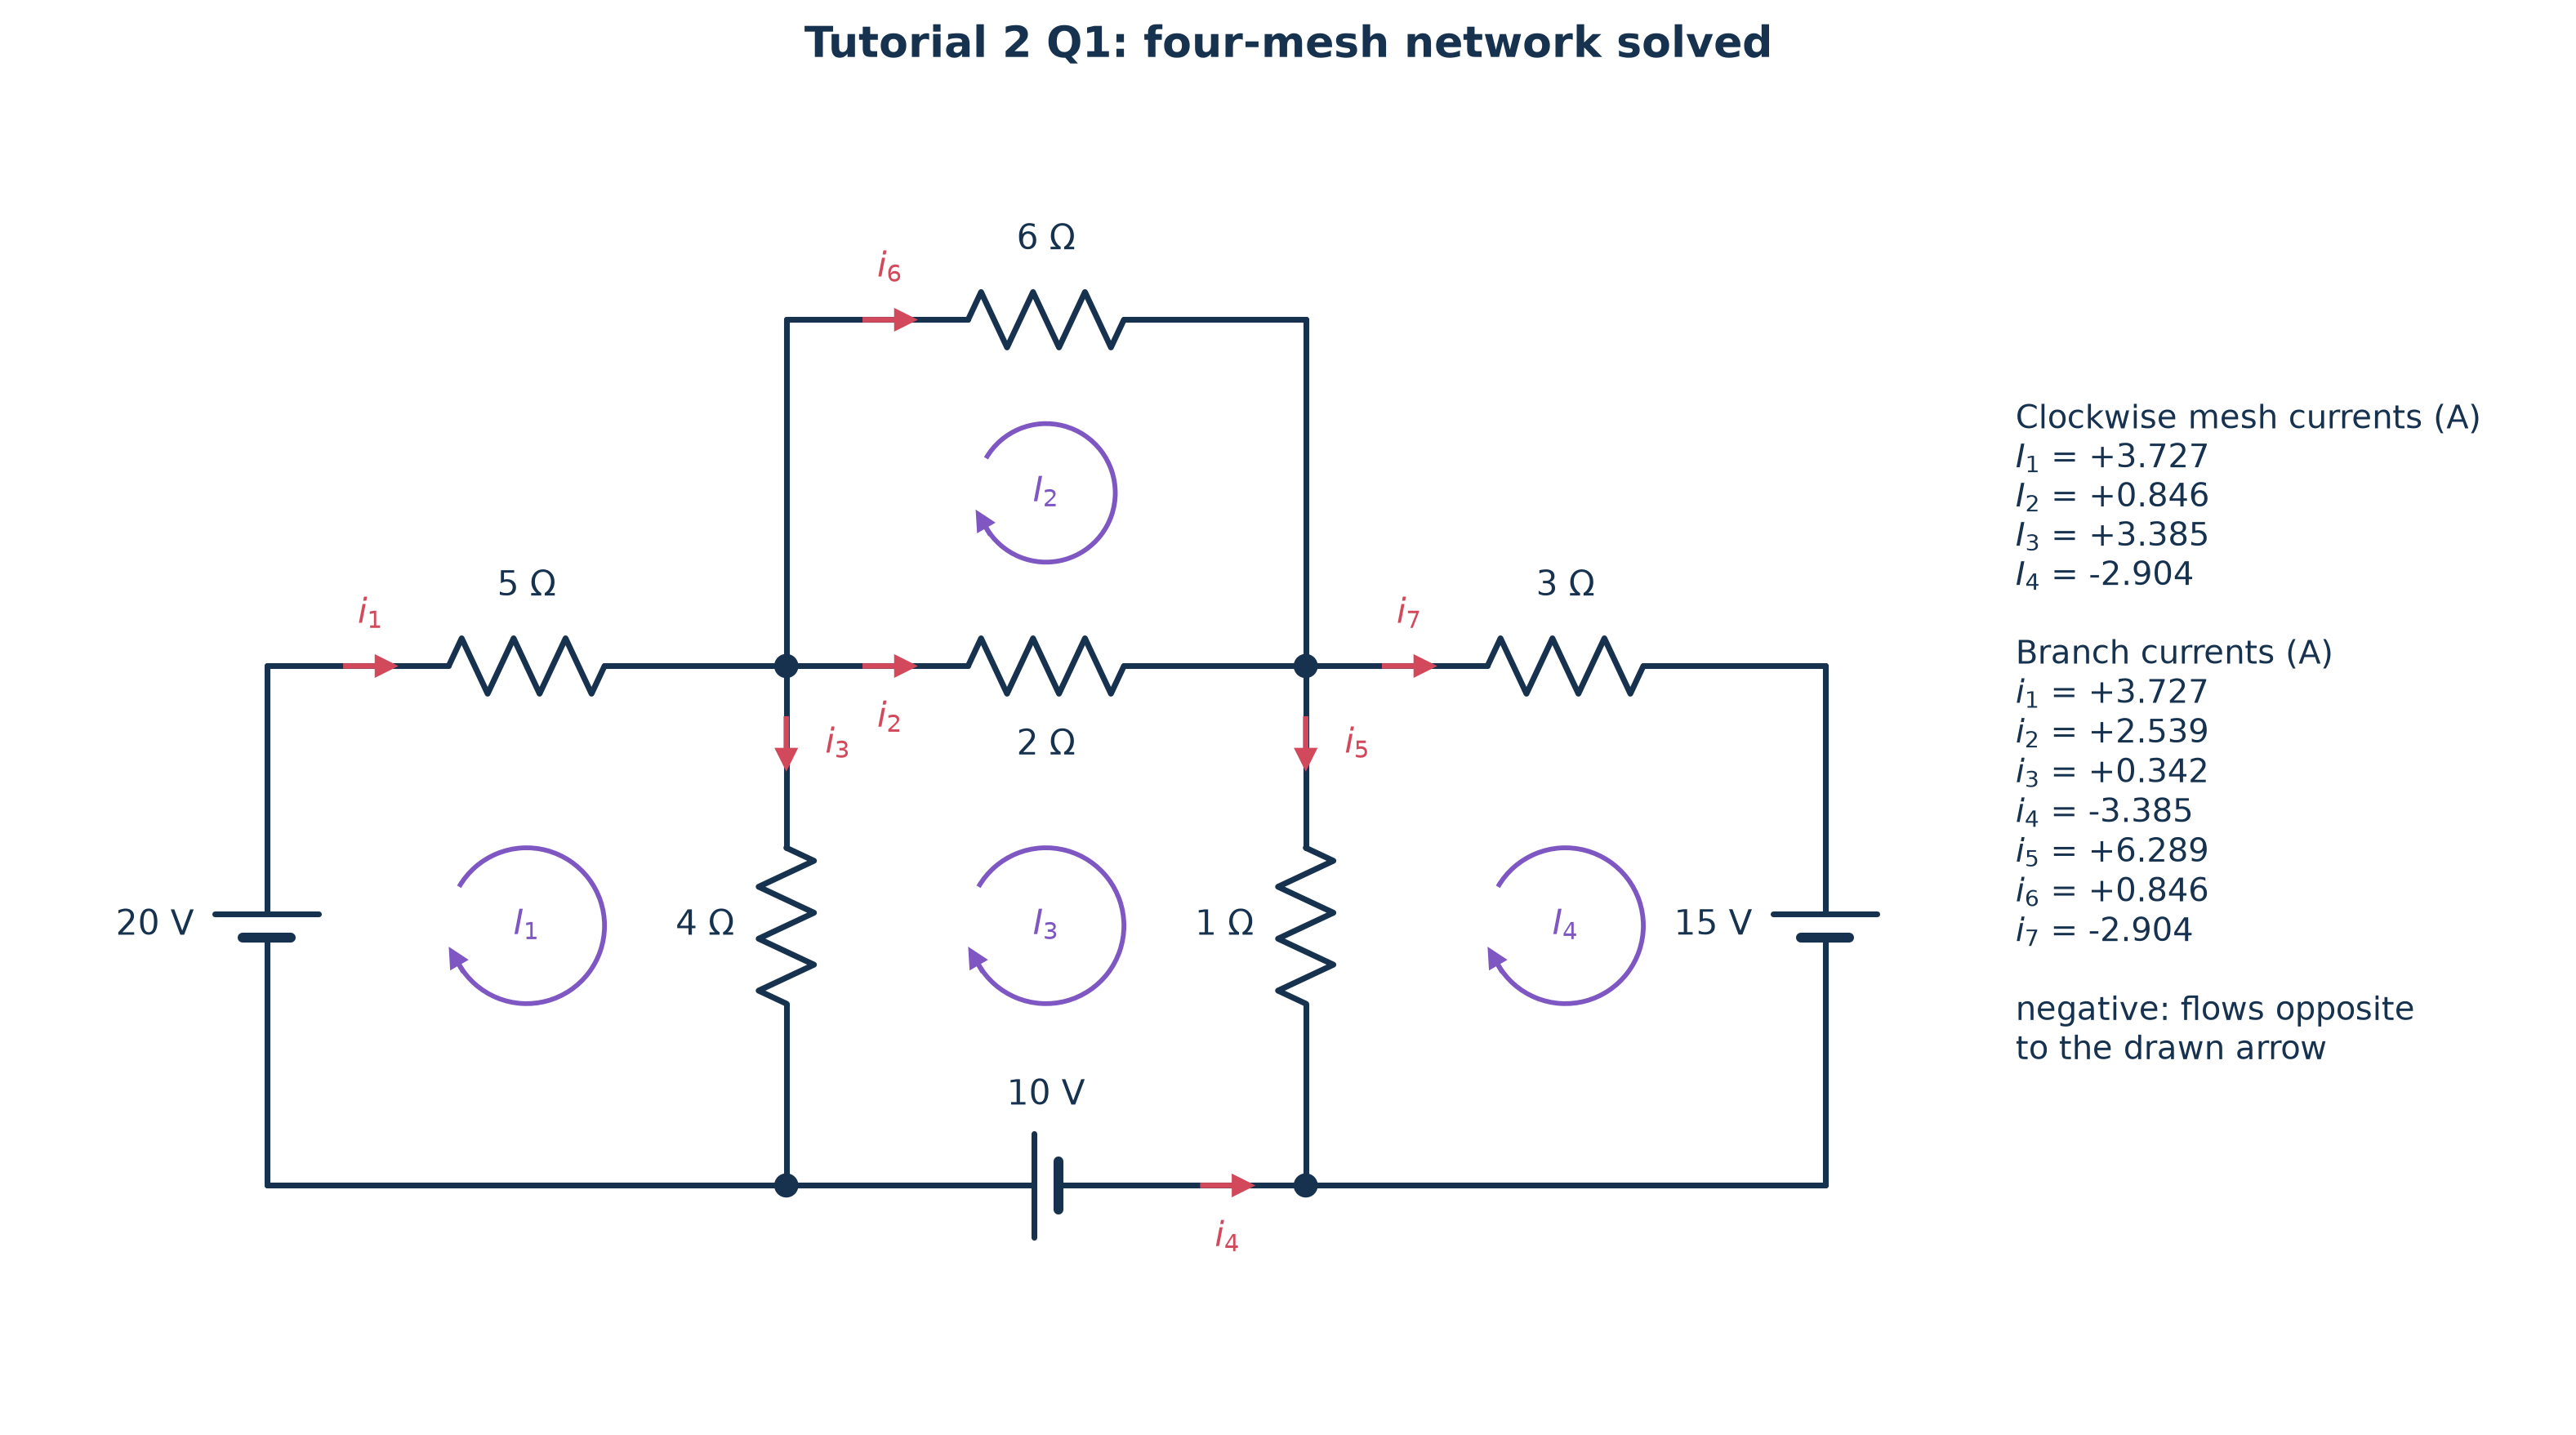 Tutorial 2 Q1: four-mesh network solved
6 Ω
i6
I2
5 Ω
3 Ω
i1
i7
i2
i3
2 Ω
i5
20 V
I1
4 Ω
I3
1 Ω
I4
15 V
10 V
i4
Clockwise mesh currents (A)
I1 = +3.727
I2 = +0.846
I3 = +3.385
I4 = -2.904
Branch currents (A)
i1 = +3.727
i2 = +2.539
i3 = +0.342
i4 = -3.385
i5 = +6.289
i6 = +0.846
i7 = -2.904
negative: flows opposite
to the drawn arrow